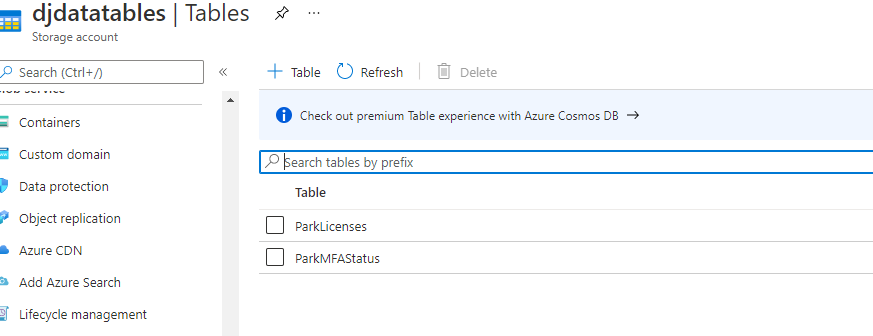 djdatatables | Tables
Storage account
Search (Ctrl+/)
«
Table
Refresh
Delete
Blob service
Containers
Custom domain
Data protection
Object replication
Azure CDN
Add Azure Search
Lifecycle management
Check out premium Table experience with Azure Cosmos DB →
Search tables by prefix
Table
ParkLicenses
ParkMFAStatus